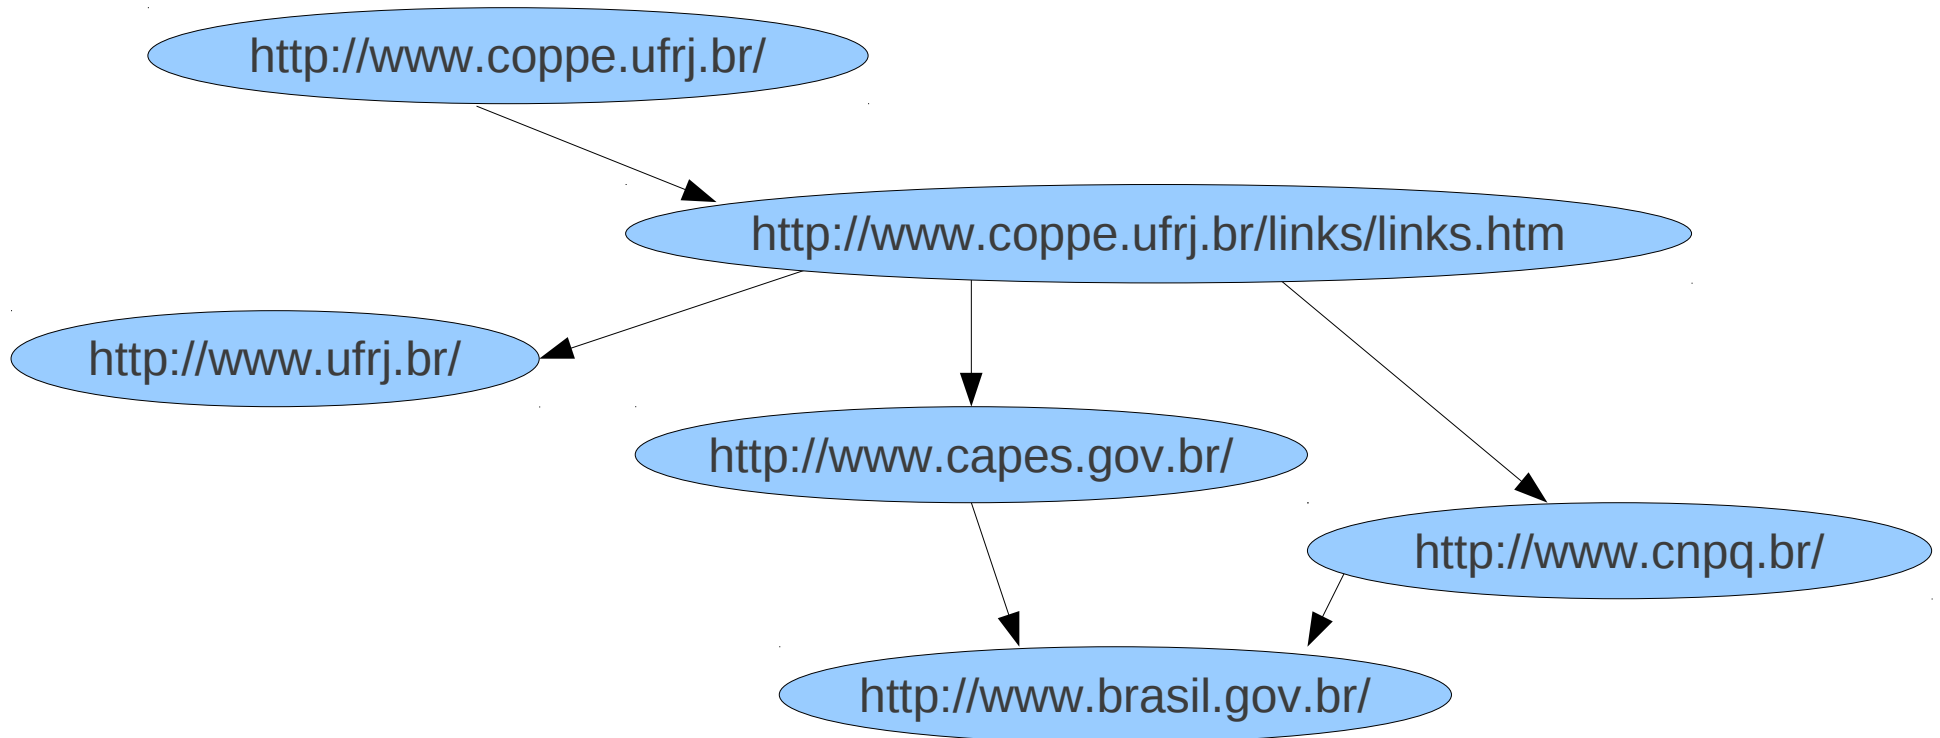 http://www.coppe.ufrj.br/
http://www.coppe.ufrj.br/links/links.htm
http://www.ufrj.br/
http://www.capes.gov.br/
http://www.cnpq.br/
http://www.brasil.gov.br/